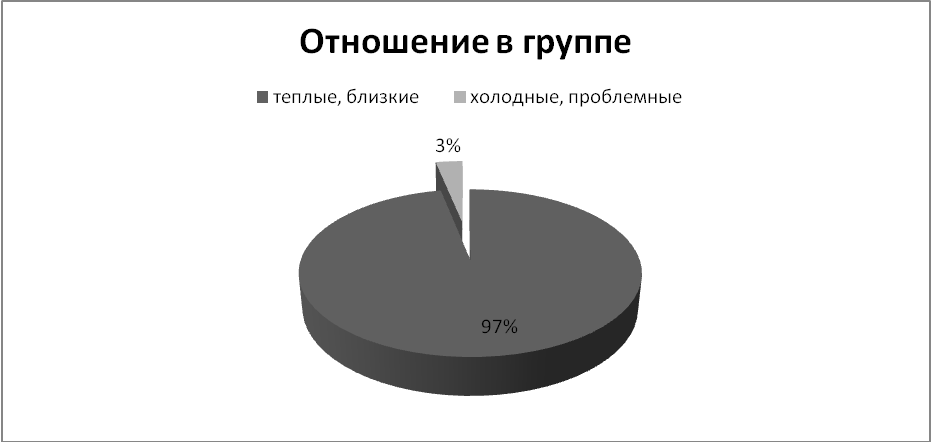 Отношение в группе
теплые, близкие холодные, проблемные
3%
97%